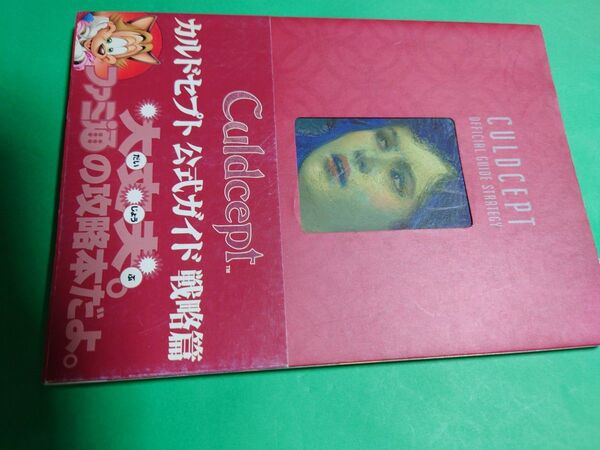 CULDCEPT
OFFICIAL GUIDE STRATEGY
Culdcept™
カルドセプト 公式ガイド 戦略篇
大丈夫。
だい じょう ぶ
ファミ通の攻略本だよ。